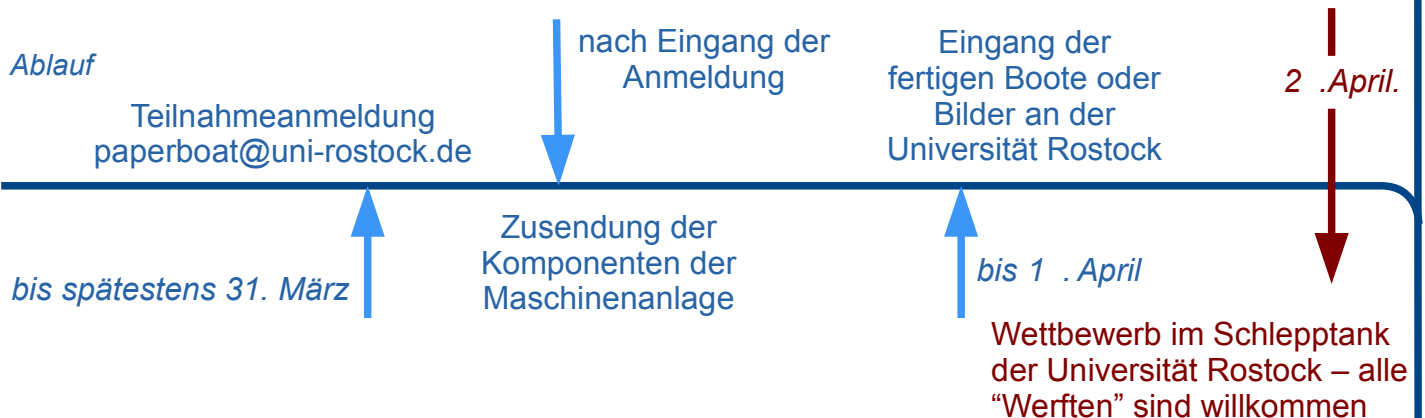 Ablauf
Teilnahmeanmeldung
paperboat@uni-rostock.de
bis spätestens 31. März
nach Eingang der
Anmeldung
Zusendung der
Komponenten der
Maschinenanlage
Eingang der
fertigen Boote oder
Bilder an der
Universität Rostock
bis 1 . April
2 .April.
Wettbewerb im Schlepptank
der Universität Rostock – alle
“Werften” sind willkommen